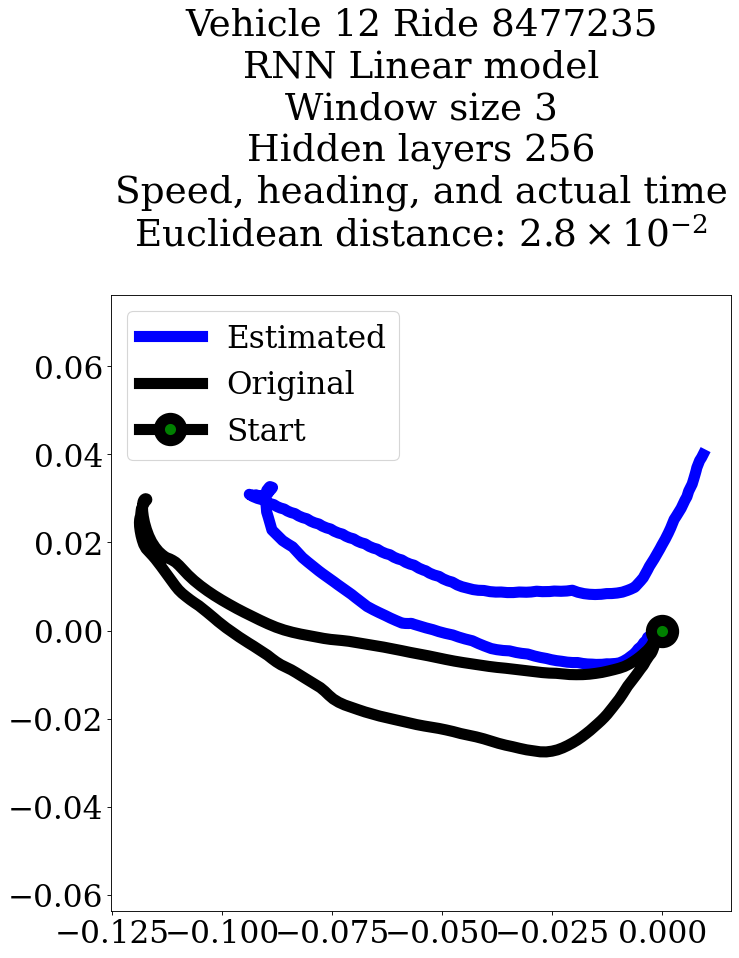 Vehicle 12 Ride 8477235
RNN Linear model
Window size 3
Hidden layers 256
Speed, heading, and actual time
Euclidean distance: 2.8 × 10⁻²
Estimated
Original
Start
0.06
0.04
0.02
0.00
−0.02
−0.04
−0.06
−0.125 −0.100 −0.075 −0.050 −0.025 0.000